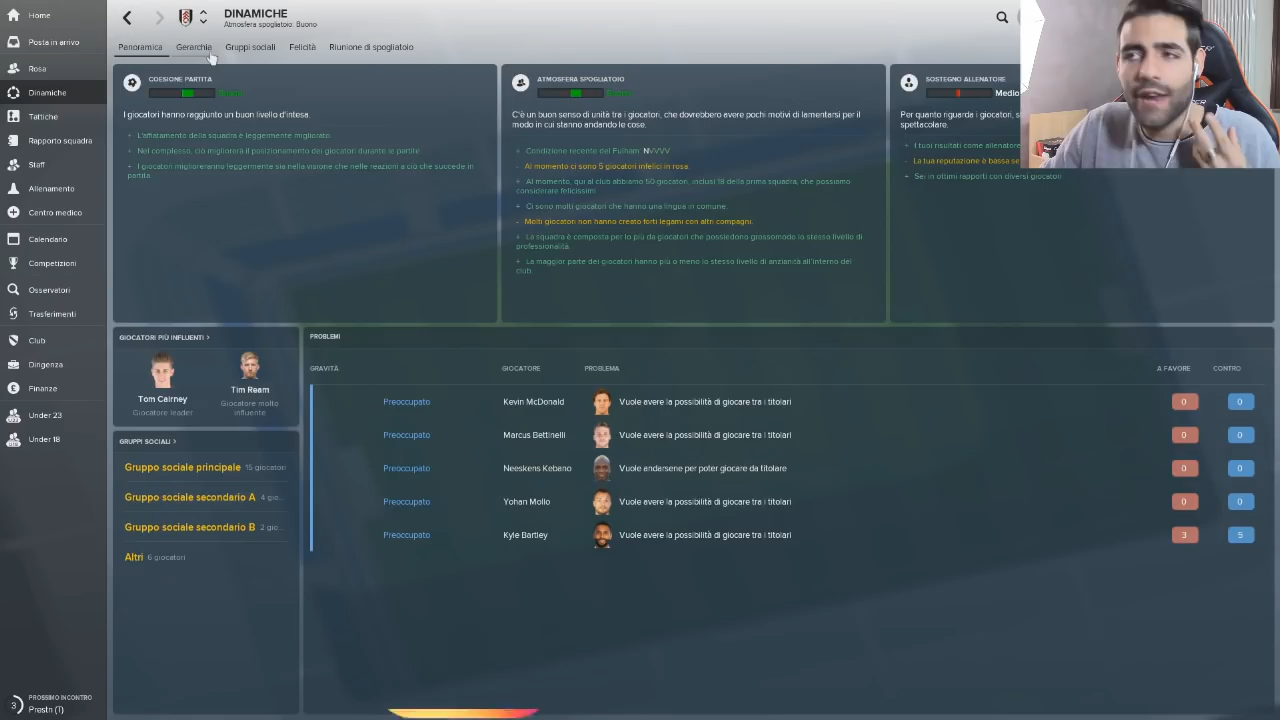 Home
Posta in arrivo
Rosa
Dinamiche
Tattiche
Rapporto squadra
Staff
Allenamento
Centro medico
Calendario
Competizioni
Osservatori
Trasferimenti
Club
Dirigenza
Finanze
Under 23
Under 18
PROSSIMO INCONTRO
3
Prestn (T)
DINAMICHE
Atmosfera spogliatoio: Buono
Panoramica Gerarchia Gruppi sociali Felicità Riunione di spogliatoio
COESIONE PARTITA
I giocatori hanno raggiunto un buon livello d'intesa.
+ L'affiatamento della squadra è leggermente migliorato.
+ Nel complesso, ciò migliorerà il posizionamento dei giocatori durante le partite.
+ I giocatori miglioreranno leggermente sia nella visione che nelle reazioni a ciò che succede in
partita.
ATMOSFERA SPOGLIATOIO
C'è un buon senso di unità tra i giocatori, che dovrebbero avere pochi motivi di lamentarsi per il
modo in cui stanno andando le cose.
+ Condizione recente del Fulham: NVVVV
- Al momento ci sono 5 giocatori infelici in rosa.
+ Al momento, qui al club abbiamo 50 giocatori, inclusi 18 della prima squadra, che possiamo
considerare felicissimi
+ Ci sono molti giocatori che hanno una lingua in comune.
- Molti giocatori non hanno creato forti legami con altri compagni.
+ La squadra è composta per lo più da giocatori che possiedono grossomodo lo stesso livello di
professionalità.
+ La maggior parte dei giocatori hanno più o meno lo stesso livello di anzianità all'interno del
club.
SOSTEGNO ALLENATORE
Medio
Per quanto riguarda i giocatori, s
spettacolare.
+ I tuoi risultati come allenatore
- La tua reputazione è bassa se
+ Sei in ottimi rapporti con diversi giocatori
GIOCATORI PIÙ INFLUENTI >
Tom Cairney
Giocatore leader
Tim Ream
Giocatore molto
influente
GRUPPI SOCIALI >
Gruppo sociale principale 15 giocatori
Gruppo sociale secondario A 4 gio...
Gruppo sociale secondario B 2 gio...
Altri 6 giocatori
PROBLEMI
GRAVITÀ GIOCATORE PROBLEMA A FAVORE CONTRO
Preoccupato Kevin McDonald Vuole avere la possibilità di giocare tra i titolari 0 0
Preoccupato Marcus Bettinelli Vuole avere la possibilità di giocare tra i titolari 0 0
Preoccupato Neeskens Kebano Vuole andarsene per poter giocare da titolare 0 0
Preoccupato Yohan Mollo Vuole avere la possibilità di giocare tra i titolari 0 0
Preoccupato Kyle Bartley Vuole avere la possibilità di giocare tra i titolari 3 5